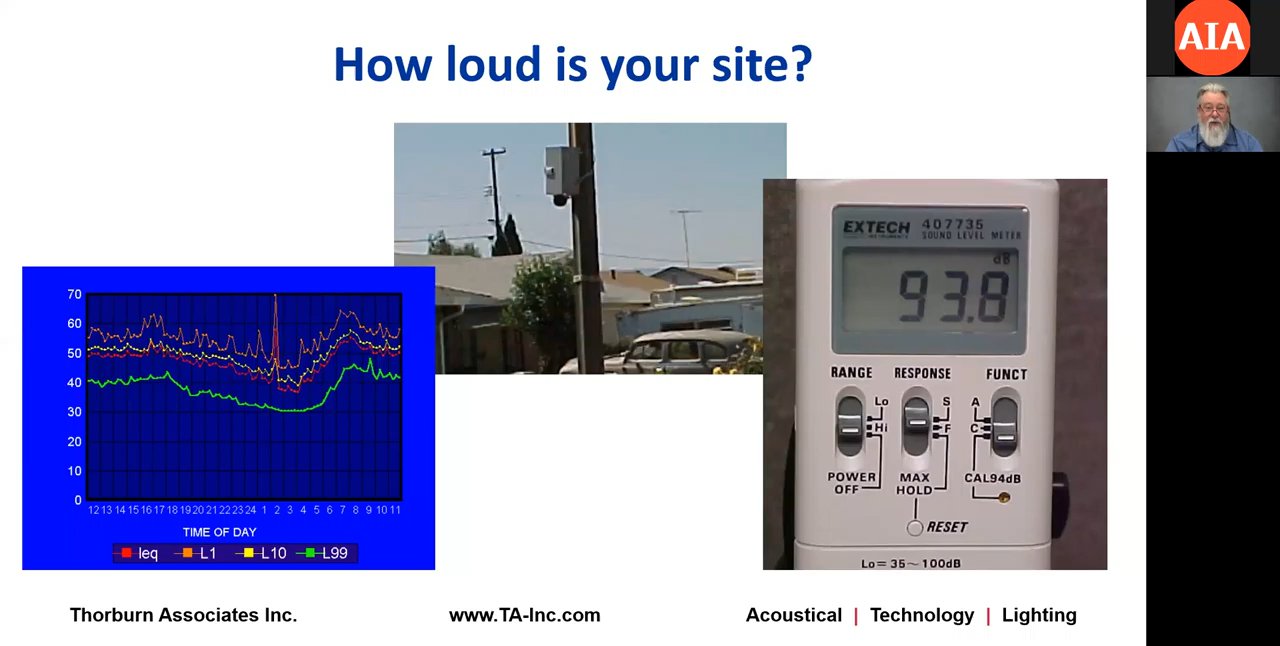 How loud is your site?
AIA
EXTECH 407735
SOUND LEVEL METER
dB
93.8
RANGE RESPONSE FUNCT
Lo
Hi
S
F
A
C
POWER
OFF
MAX
HOLD
CAL94dB
RESET
Lo= 35~100dB
70
60
50
40
30
20
10
0
12 13 14 15 16 17 18 19 20 21 22 23 24 1 2 3 4 5 6 7 8 9 10 11
TIME OF DAY
leq L1 L10 L99
Thorburn Associates Inc.
www.TA-Inc.com
Acoustical | Technology | Lighting